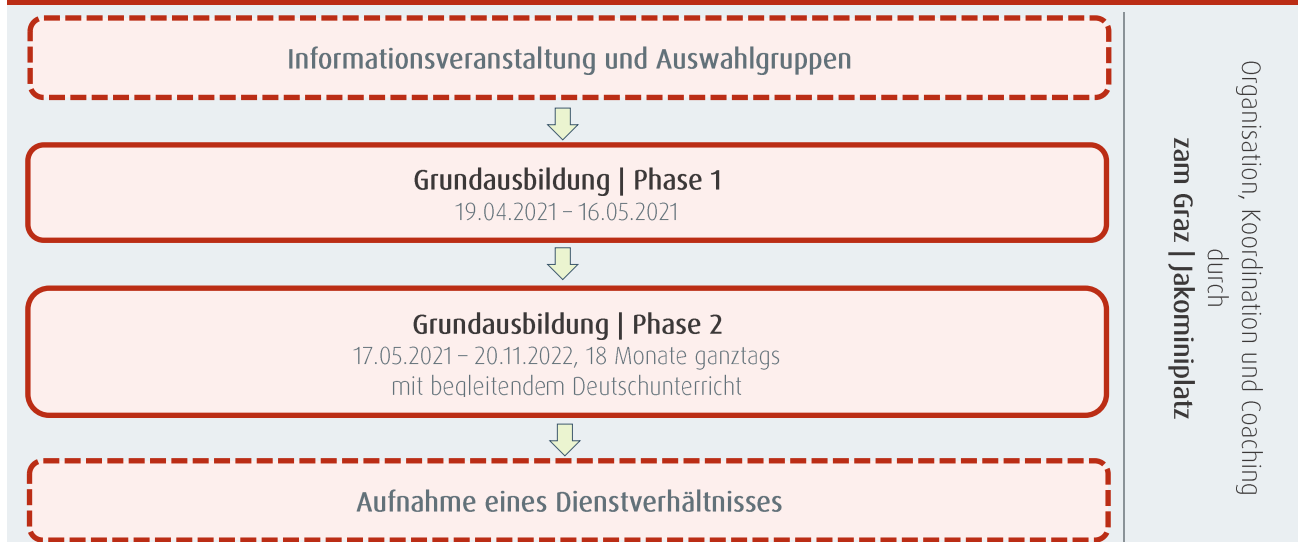 Informationsveranstaltung und Auswahlgruppen
Grundausbildung | Phase 1
19.04.2021 – 16.05.2021
Grundausbildung | Phase 2
17.05.2021 – 20.11.2022, 18 Monate ganztags
mit begleitendem Deutschunterricht
Aufnahme eines Dienstverhältnisses
Organisation, Koordination und Coaching
durch
zam Graz | Jakominiplatz